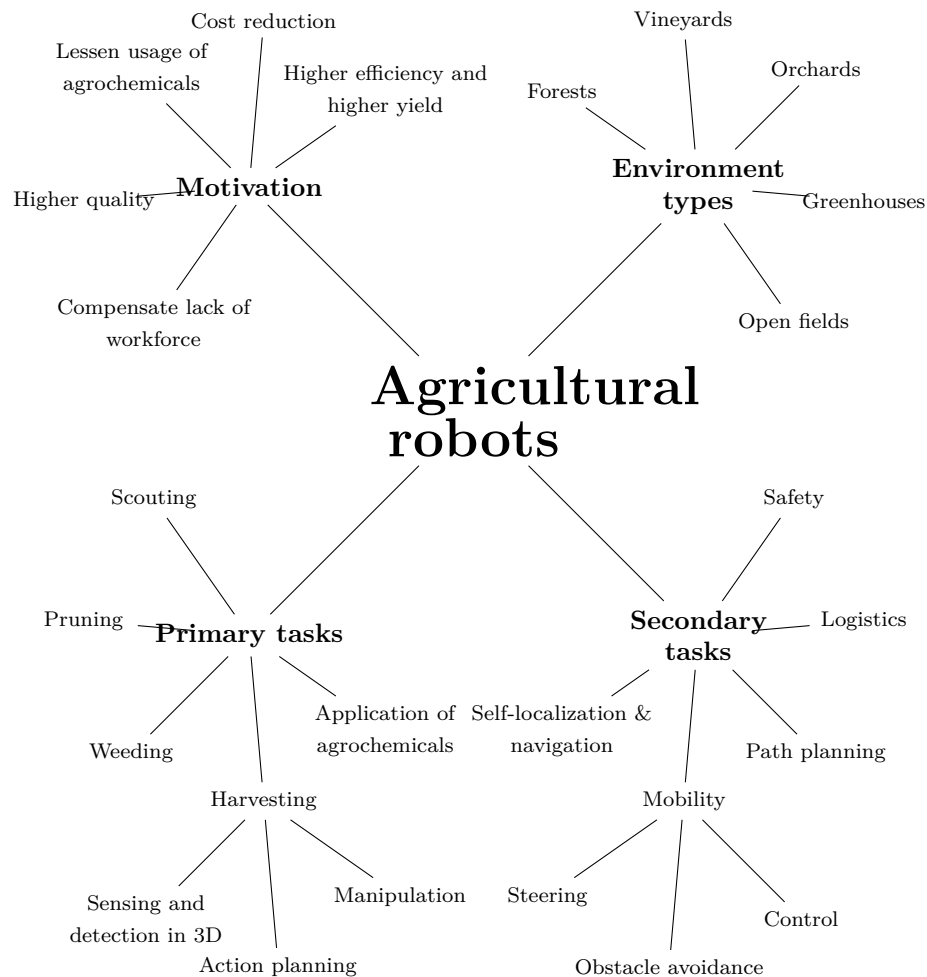 Cost reduction
Lessen usage of
agrochemicals
Higher efficiency and
higher yield
Motivation
Higher quality
Compensate lack of
workforce
Vineyards
Orchards
Forests
Environment
types
Greenhouses
Open fields
Agricultural
robots
Scouting
Pruning
Primary tasks
Weeding
Application of
agrochemicals
Harvesting
Sensing and
detection in 3D
Manipulation
Action planning
Safety
Secondary
tasks
Logistics
Self-localization &
navigation
Path planning
Mobility
Steering
Control
Obstacle avoidance